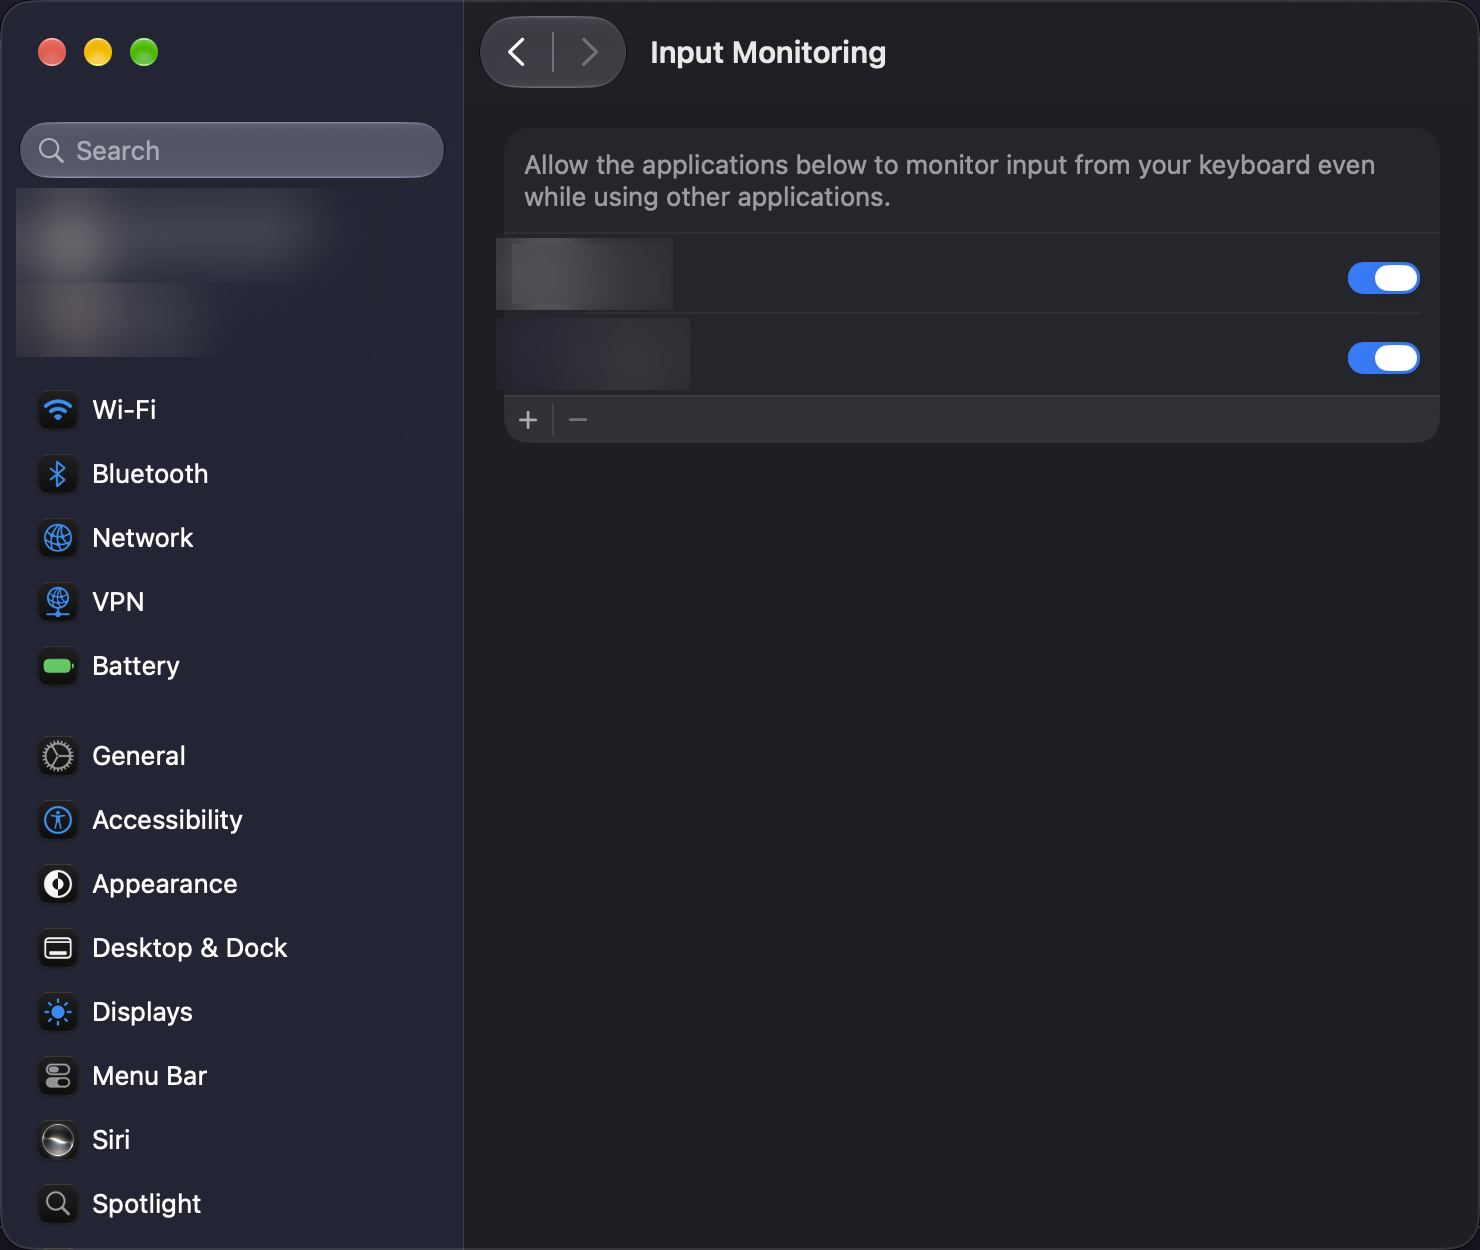 Input Monitoring
Search
Allow the applications below to monitor input from your keyboard even
while using other applications.
Wi-Fi
Bluetooth
Network
VPN
Battery
General
Accessibility
Appearance
Desktop & Dock
Displays
Menu Bar
Siri
Spotlight